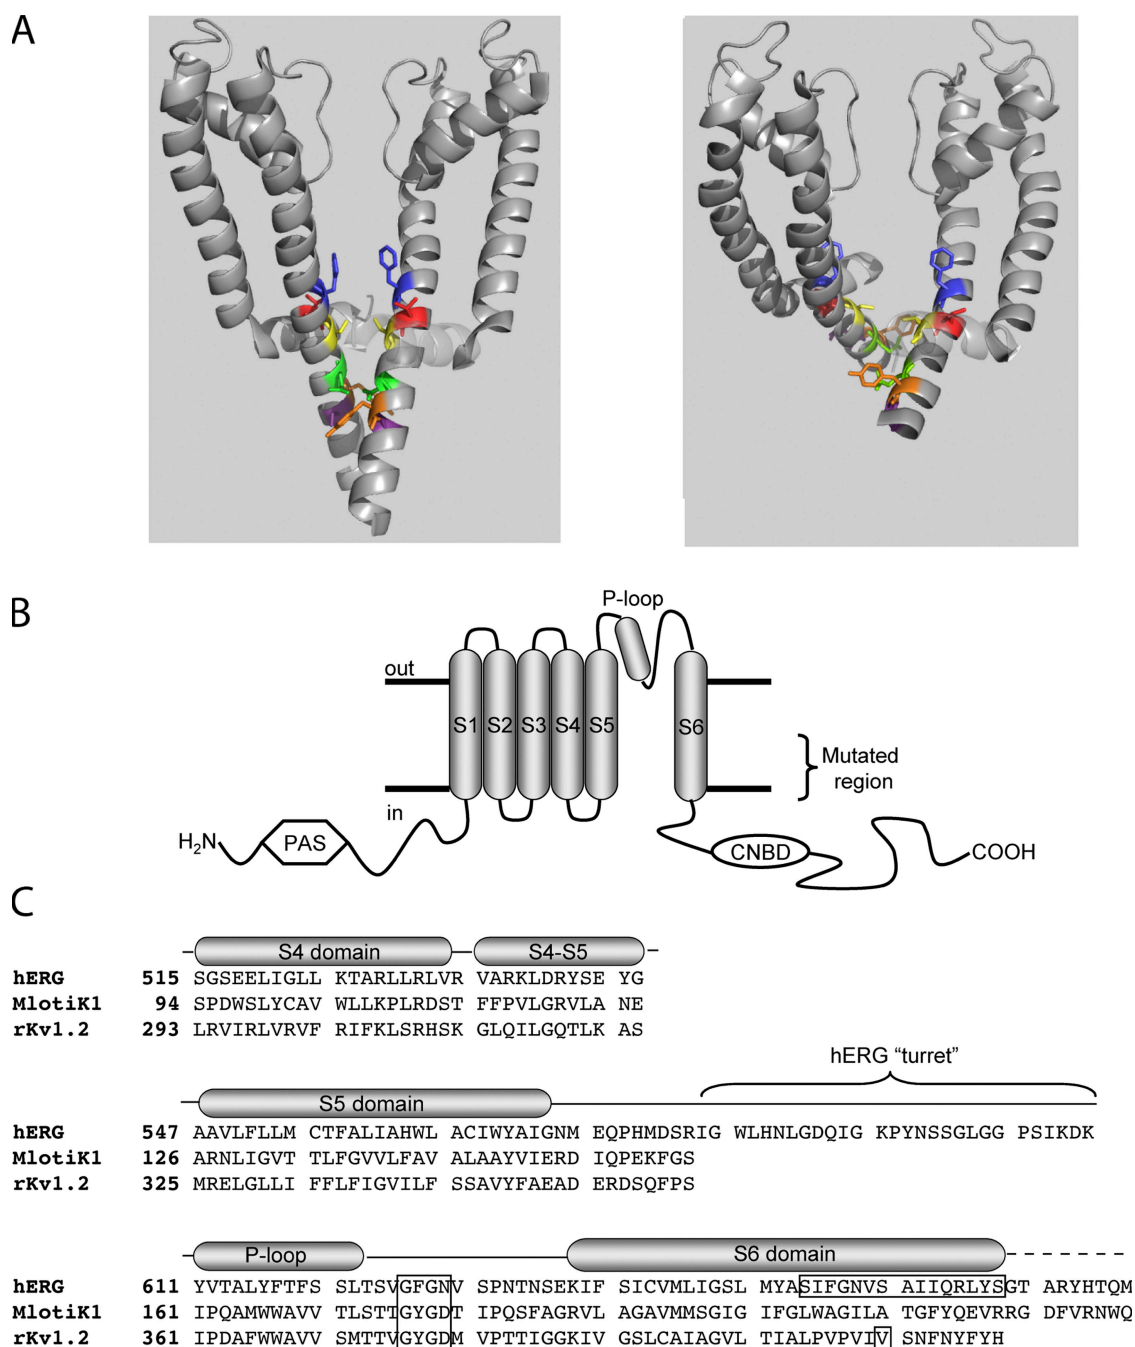 A
B
P-loop
out
S1 S2 S3 S4 S5 S6
Mutated
region
in
H2N PAS CNBD COOH
C
S4 domain S4-S5
hERG 515 SGSEELIGLL KTARLLRLVR VARKLDRYSE YG
MlotiK1 94 SPDWSLYCAV WLLKPLRDST FFPVLGRVLA NE
rKv1.2 293 LRVIRLVRVF RIFKLSRHSK GLQILGQTLK AS
hERG “turret”
S5 domain
hERG 547 AAVLFLLM CTFALIAHWL ACIWYAIGNM EQPHMDSRIG WLHNLGDQIG KPYNSSGLGG PSIKDK
MlotiK1 126 ARNLIGVT TLFGVVLFAV ALAAYVIERD IQPEKFGS
rKv1.2 325 MRELGLLI FFLFIGVILF SSAVYFAEAD ERDSQFPS
P-loop S6 domain
hERG 611 YVTALYFTFSS SLTSVGFGNV SPNTNSEKIF SICVMLIGSL MYASIFGNVS AIIQRLYSGT ARYHTQM
MlotiK1 161 IPQAMWWAVV TLSTTGYGDT IPQSFAGRVL AGAVMMSGIG IFGLWAGILA TGFYQEVRRG DFVRNWQ
rKv1.2 361 IPDAFWWAVV SMTTVGYGDM VPTTIGGKIV GSLCAIAGVL TIALPVPVIV SNFNYFYH